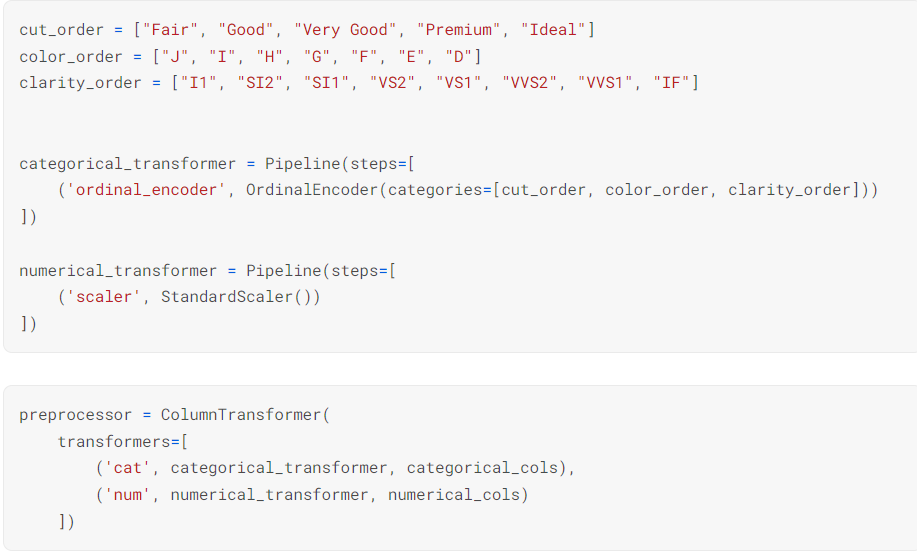 cut_order = ["Fair", "Good", "Very Good", "Premium", "Ideal"]
color_order = ["J", "I", "H", "G", "F", "E", "D"]
clarity_order = ["I1", "SI2", "SI1", "VS2", "VS1", "VVS2", "VVS1", "IF"]
categorical_transformer = Pipeline(steps=[
    ('ordinal_encoder', OrdinalEncoder(categories=[cut_order, color_order, clarity_order]))
])
numerical_transformer = Pipeline(steps=[
    ('scaler', StandardScaler())
])
preprocessor = ColumnTransformer(
    transformers=[
        ('cat', categorical_transformer, categorical_cols),
        ('num', numerical_transformer, numerical_cols)
    ])